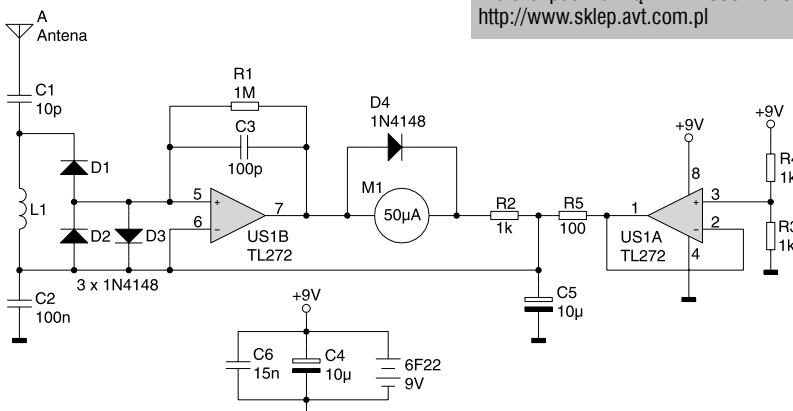 http://www.sklep.avt.com.pl
A
Antena
C1
10p
R1
1M
C3
100p
D1
L1
D2
D3
3 x 1N4148
C2
100n
5
+
6
−
7
US1B
TL272
D4
1N4148
M1
50µA
R2
1k
R5
100
1
US1A
TL272
+9V
8
+
3
−
2
4
+9V
C5
10µ
+9V
C6
15n
C4
10µ
6F22
9V